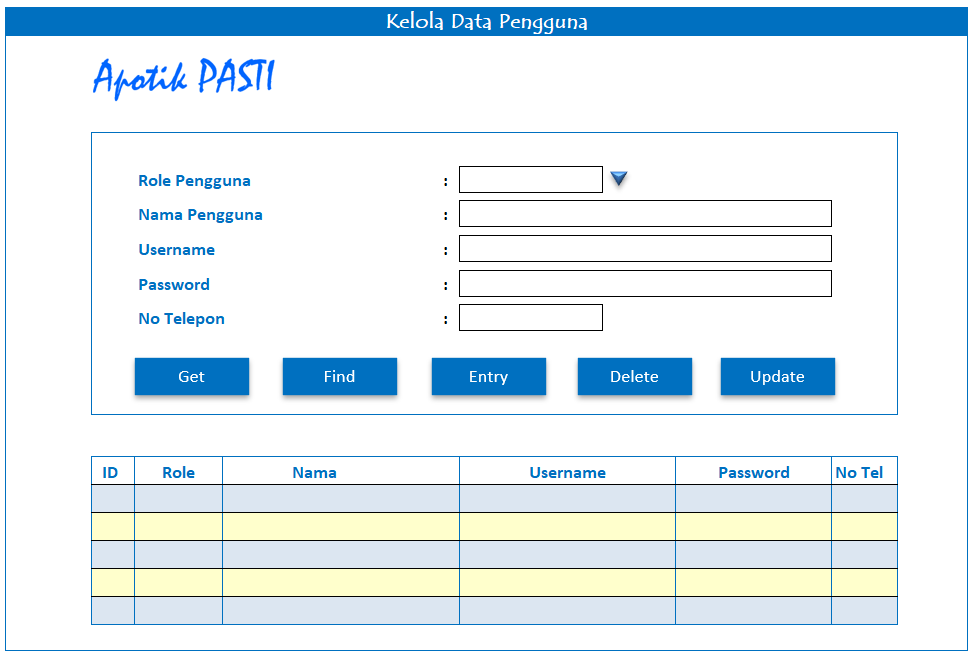 Kelola Data Pengguna
Apotik PASTI
Role Pengguna :
Nama Pengguna :
Username :
Password :
No Telepon :
Get Find Entry Delete Update
ID Role Nama Username Password No Tel